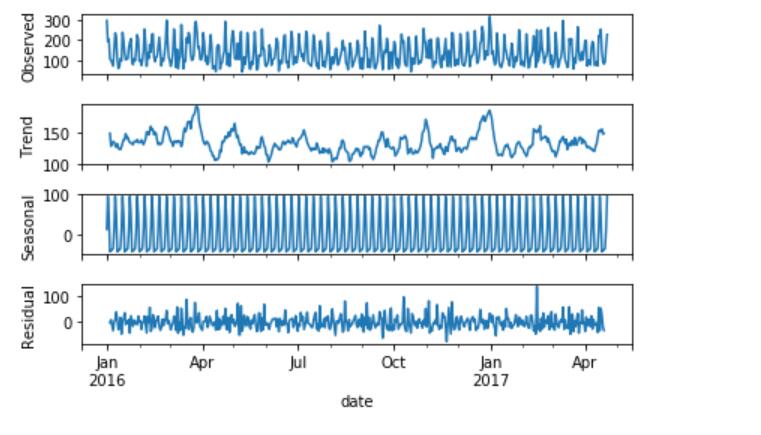 Observed
300
200
100
Trend
150
100
Seasonal
100
0
Residual
100
0
Jan Apr Jul Oct Jan Apr
2016 2017
date